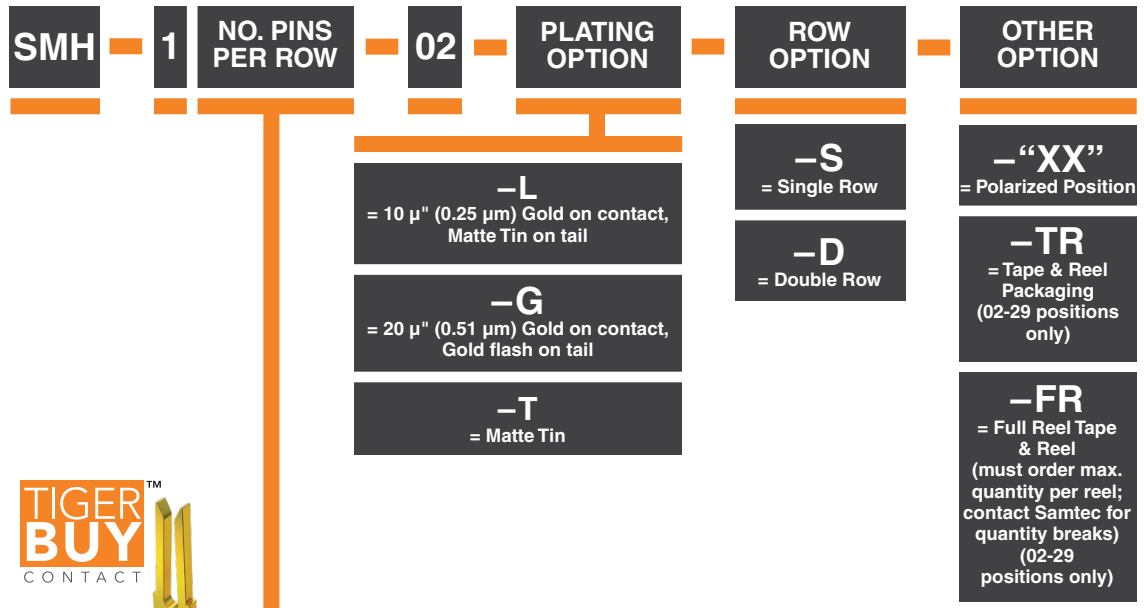 SMH
1
NO. PINS
PER ROW
02
PLATING
OPTION
ROW
OPTION
OTHER
OPTION
–L
= 10 µ" (0.25 µm) Gold on contact,
Matte Tin on tail
–G
= 20 µ" (0.51 µm) Gold on contact,
Gold flash on tail
–T
= Matte Tin
–S
= Single Row
–D
= Double Row
–“XX”
= Polarized Position
–TR
= Tape & Reel
Packaging
(02-29 positions
only)
–FR
= Full Reel Tape
& Reel
(must order max.
quantity per reel;
contact Samtec for
quantity breaks)
(02-29
positions only)
TIGER™
BUY
CONTACT